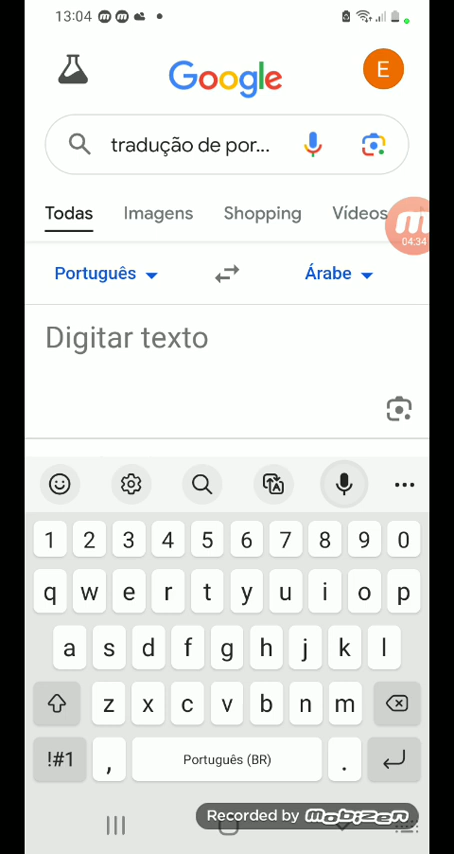 13:04
Google
E
tradução de por...
Todas Imagens Shopping Vídeos
04:34
Português Árabe
Digitar texto
1 2 3 4 5 6 7 8 9 0
q w e r t y u i o p
a s d f g h j k l
z x c v b n m
!#1 , Português (BR) .
Recorded by mobizen